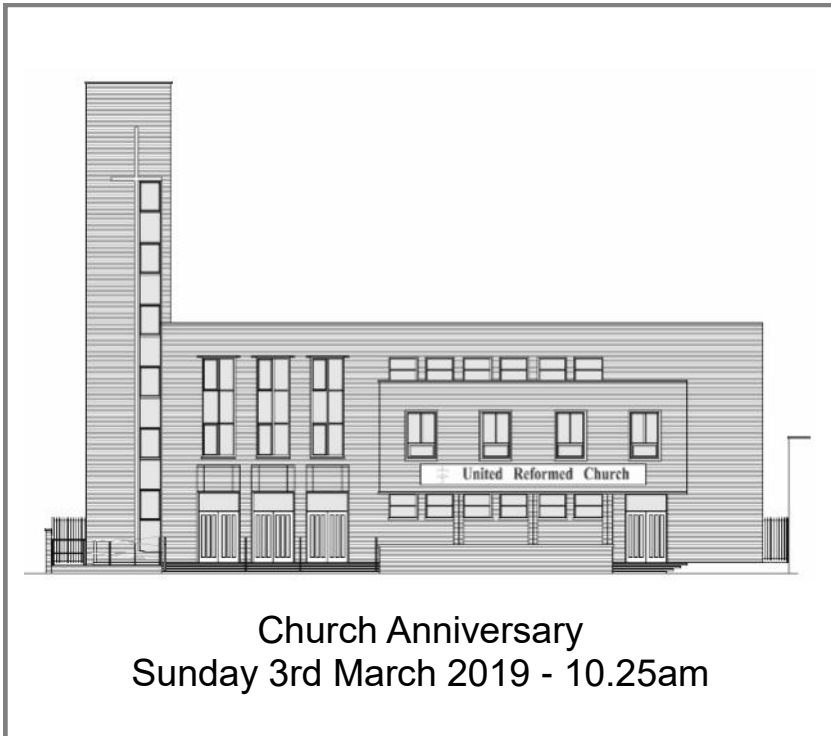 United Reformed Church
Church Anniversary
Sunday 3rd March 2019 - 10.25am